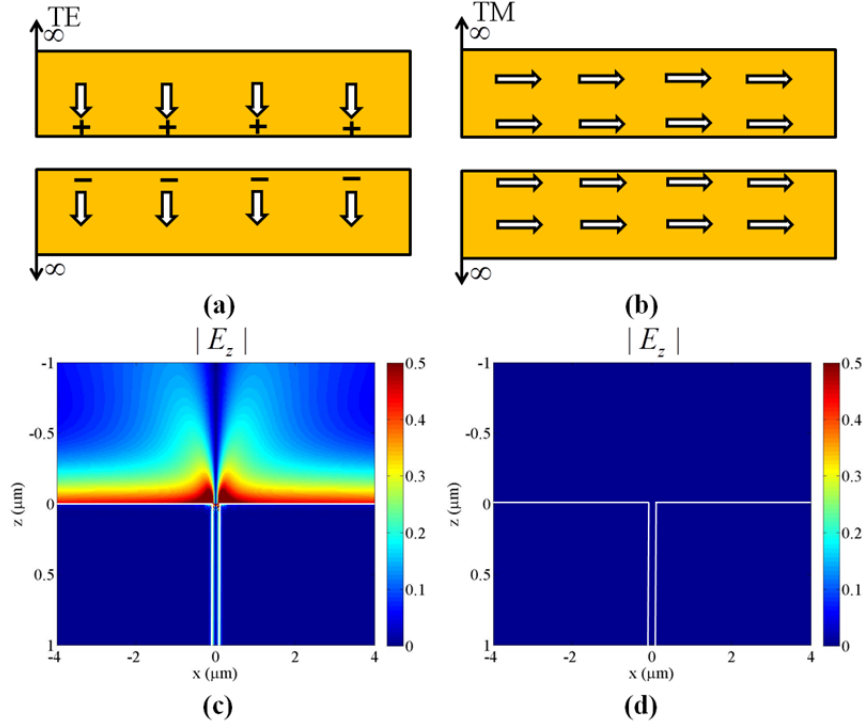 TE
∞
+ + + +
− − − −
∞
(a)
TM
∞
∞
(b)
| E_z |
-1
-0.5
0
0.5
1
z (μm)
-4 -2 0 2 4
x (μm)
0.5
0.4
0.3
0.2
0.1
0
(c)
| E_z |
-1
-0.5
0
0.5
1
z (μm)
-4 -2 0 2 4
x (μm)
0.5
0.4
0.3
0.2
0.1
0
(d)